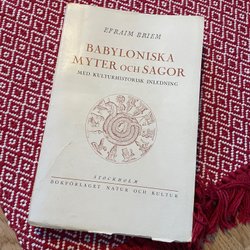 EFRAIM BRIEM
BABYLONISKA
MYTER OCH SAGOR
MED KULTURHISTORISK INLEDNING
STOCKHOLM
BOKFÖRLAGET NATUR OCH KULTUR